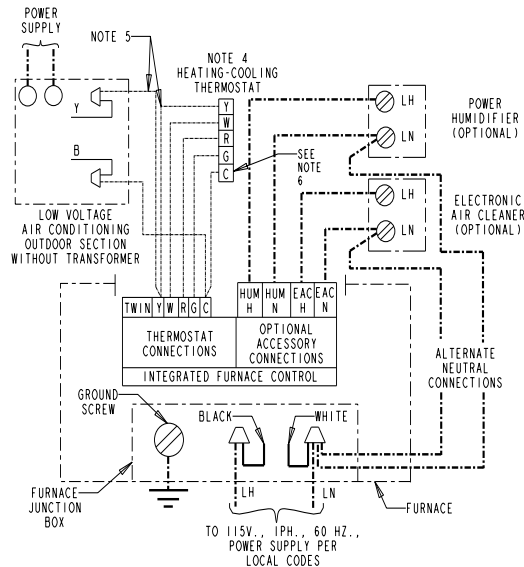 POWER
SUPPLY
NOTE 5
NOTE 4
HEATING-COOLING
THERMOSTAT
Y
W
R
G
C
SEE
NOTE
6
Y
B
LOW VOLTAGE
AIR CONDITIONING
OUTDOOR SECTION
WITHOUT TRANSFORMER
LH
LN
POWER
HUMIDIFIER
(OPTIONAL)
LH
LN
ELECTRONIC
AIR CLEANER
(OPTIONAL)
TWIN Y W R G C
HUM H
HUM N
EAC H
EAC N
THERMOSTAT
CONNECTIONS
OPTIONAL
ACCESSORY
CONNECTIONS
INTEGRATED FURNACE CONTROL
ALTERNATE
NEUTRAL
CONNECTIONS
GROUND
SCREW
BLACK
WHITE
FURNACE
JUNCTION
BOX
LH
LN
FURNACE
TO 115V., 1PH., 60 HZ.,
POWER SUPPLY PER
LOCAL CODES